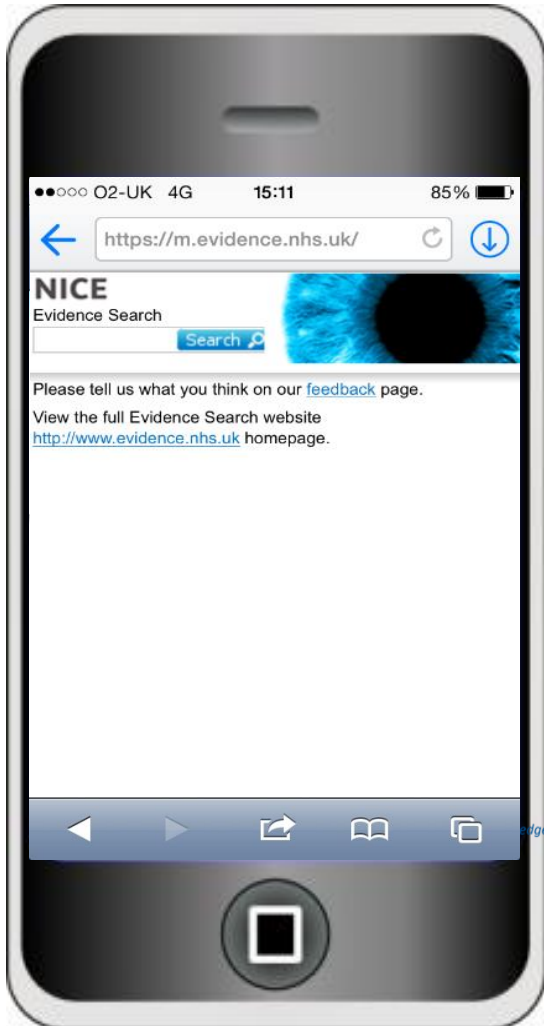 O2-UK 4G 15:11 85%
https://m.evidence.nhs.uk/
NICE
Evidence Search
Search
Please tell us what you think on our feedback page.
View the full Evidence Search website
http://www.evidence.nhs.uk homepage.